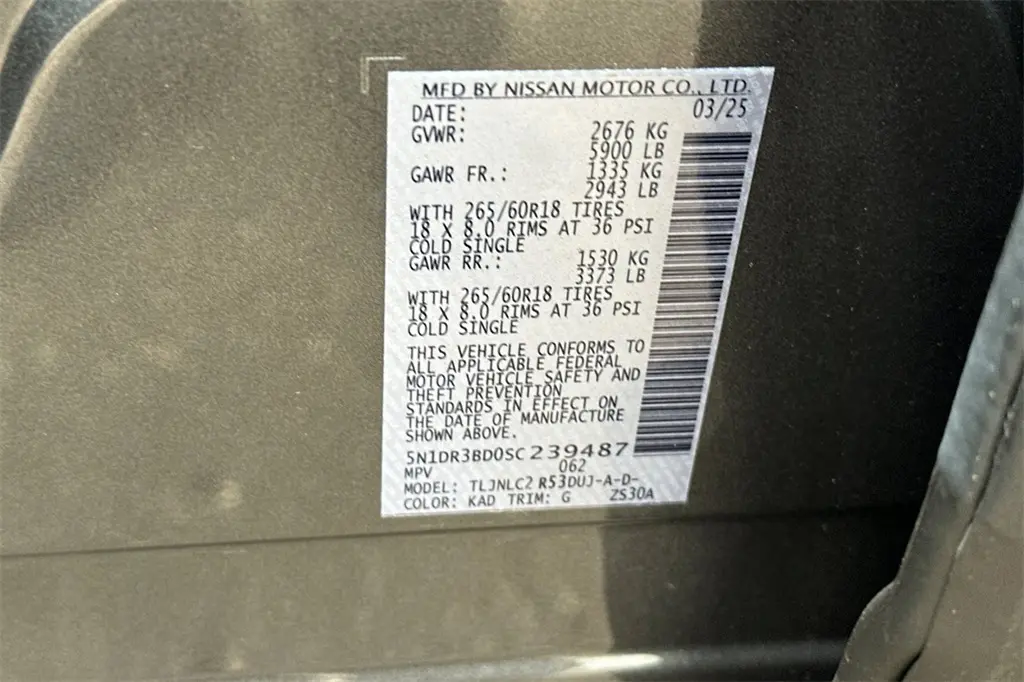 MFD BY NISSAN MOTOR CO., LTD.
DATE: 03/25
GVWR: 2676 KG
5900 LB
GAWR FR.: 1335 KG
2943 LB
WITH 265/60R18 TIRES
18 X 8.0 RIMS AT 36 PSI
COLD SINGLE
GAWR RR.: 1530 KG
3373 LB
WITH 265/60R18 TIRES
18 X 8.0 RIMS AT 36 PSI
COLD SINGLE
THIS VEHICLE CONFORMS TO
ALL APPLICABLE FEDERAL
MOTOR VEHICLE SAFETY AND
THEFT PREVENTION
STANDARDS IN EFFECT ON
THE DATE OF MANUFACTURE
SHOWN ABOVE.
5N1DR3BD0SC239487
MPV 062
MODEL: TLJNLC2 R53DUJ-A-D-
COLOR: KAD TRIM: G ZS30A